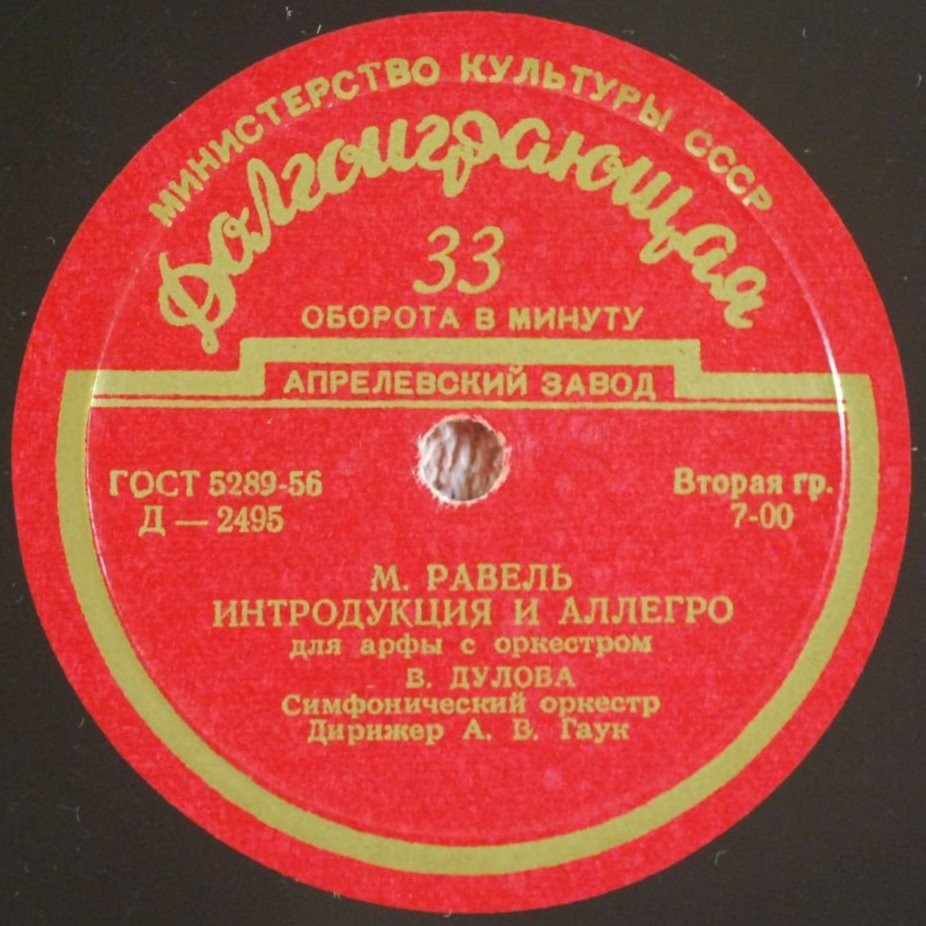 МИНИСТЕРСТВО КУЛЬТУРЫ СССР
Долгоиграющая
33
ОБОРОТА В МИНУТУ
АПРЕЛЕВСКИЙ ЗАВОД
ГОСТ 5289-56
Вторая гр.
Д — 2495
7-00
М. РАВЕЛЬ
ИНТРОДУКЦИЯ И АЛЛЕГРО
для арфы с оркестром
В. ДУЛОВА
Симфонический оркестр
Дирижер А. В. Гаук